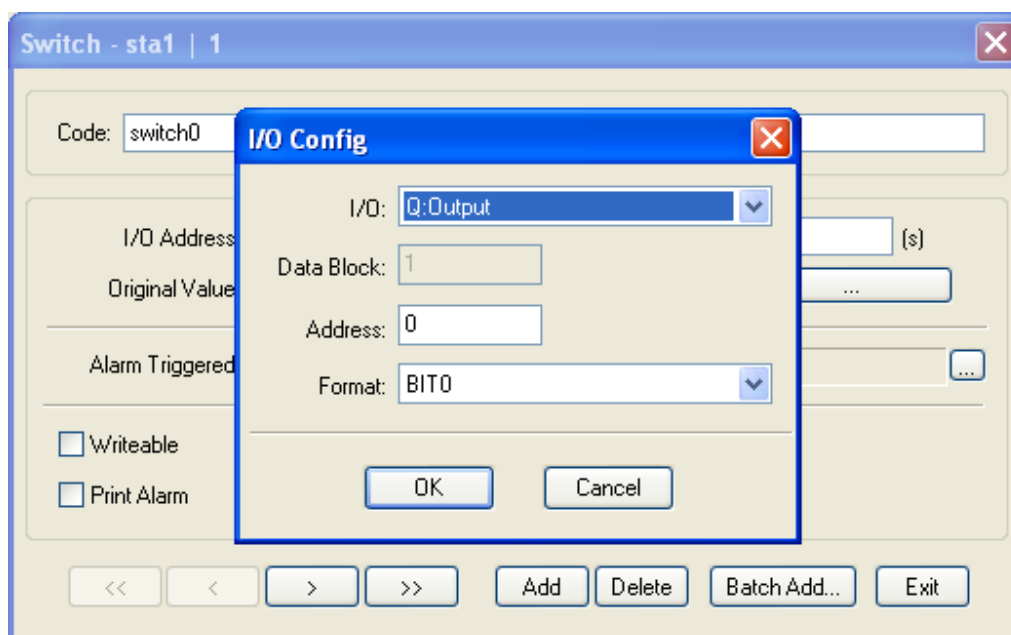 Switch - sta1 | 1
Code: switch0
I/O Config
I/O: Q:Output
I/O Address
(s)
Data Block: 1
Original Value
...
Address: 0
Alarm Triggered
...
Format: BIT0
Writeable
OK Cancel
Print Alarm
<< < > >> Add Delete Batch Add... Exit